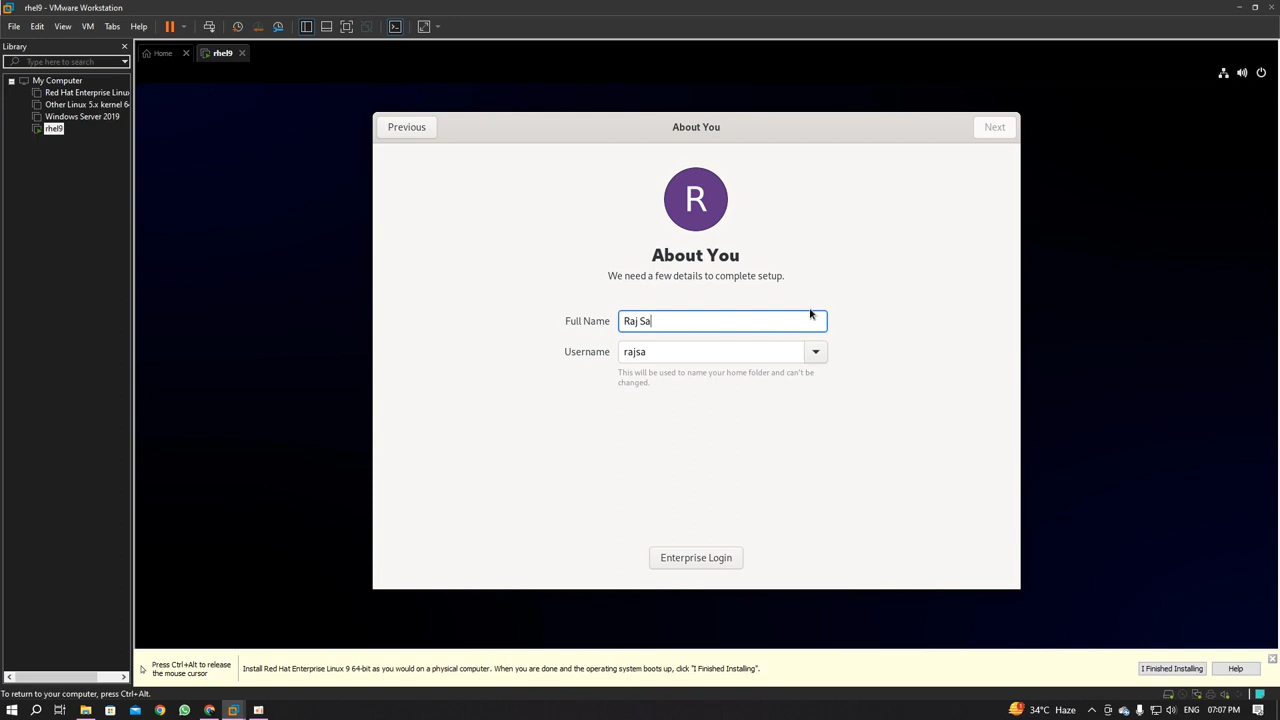 rhel9 - VMware Workstation
File Edit View VM Tabs Help
Library
Type here to search
My Computer
Red Hat Enterprise Linu
Other Linux 5.x kernel 6
Windows Server 2019
rhel9
Home
rhel9
Previous
About You
Next
R
About You
We need a few details to complete setup.
Full Name Raj Sa
Username rajsa
This will be used to name your home folder and can't be
changed.
Enterprise Login
Press Ctrl+Alt to release
the mouse cursor
Install Red Hat Enterprise Linux 9 64-bit as you would on a physical computer. When you are done and the operating system boots up, click "I Finished Installing".
I Finished Installing
Help
To return to your computer, press Ctrl+Alt.
34°C Haze
ENG
07:07 PM